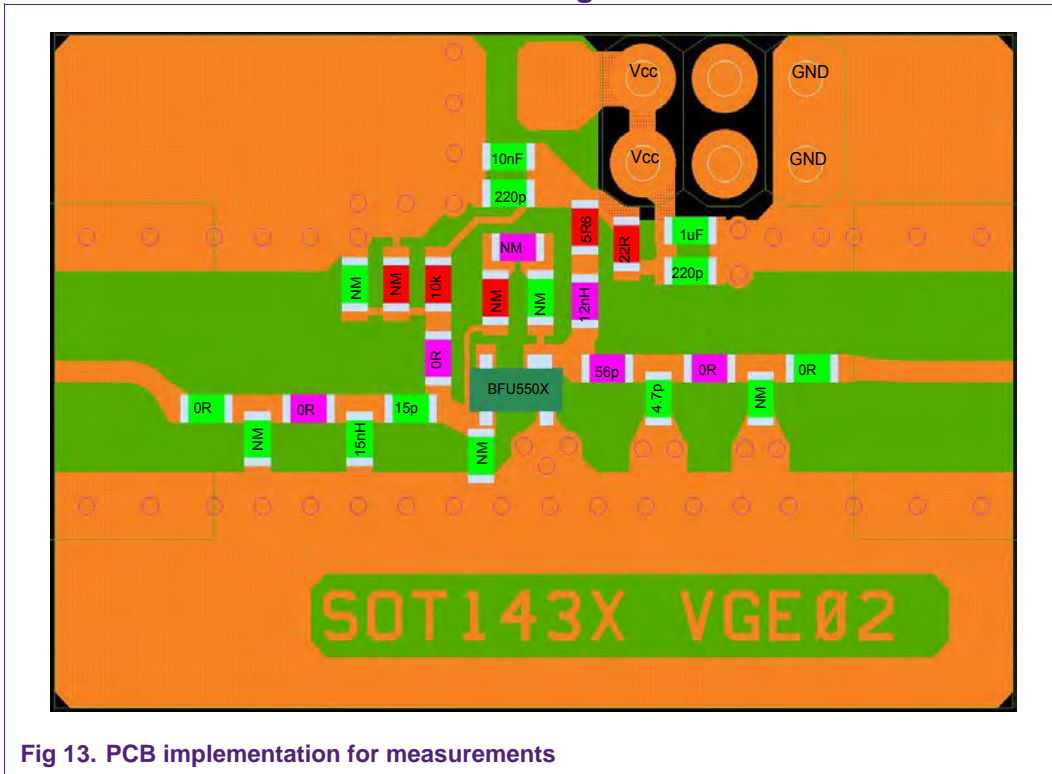 Vcc GND
Vcc GND
10nF
220p
5R6
22R
1uF
220p
NM
NM
NM
10k
NM
NM
12nH
0R
BFU550X
56p
0R
0R
4.7p
NM
0R
0R
15p
NM
15nH
NM
SOT143X VGE02
Fig 13. PCB implementation for measurements